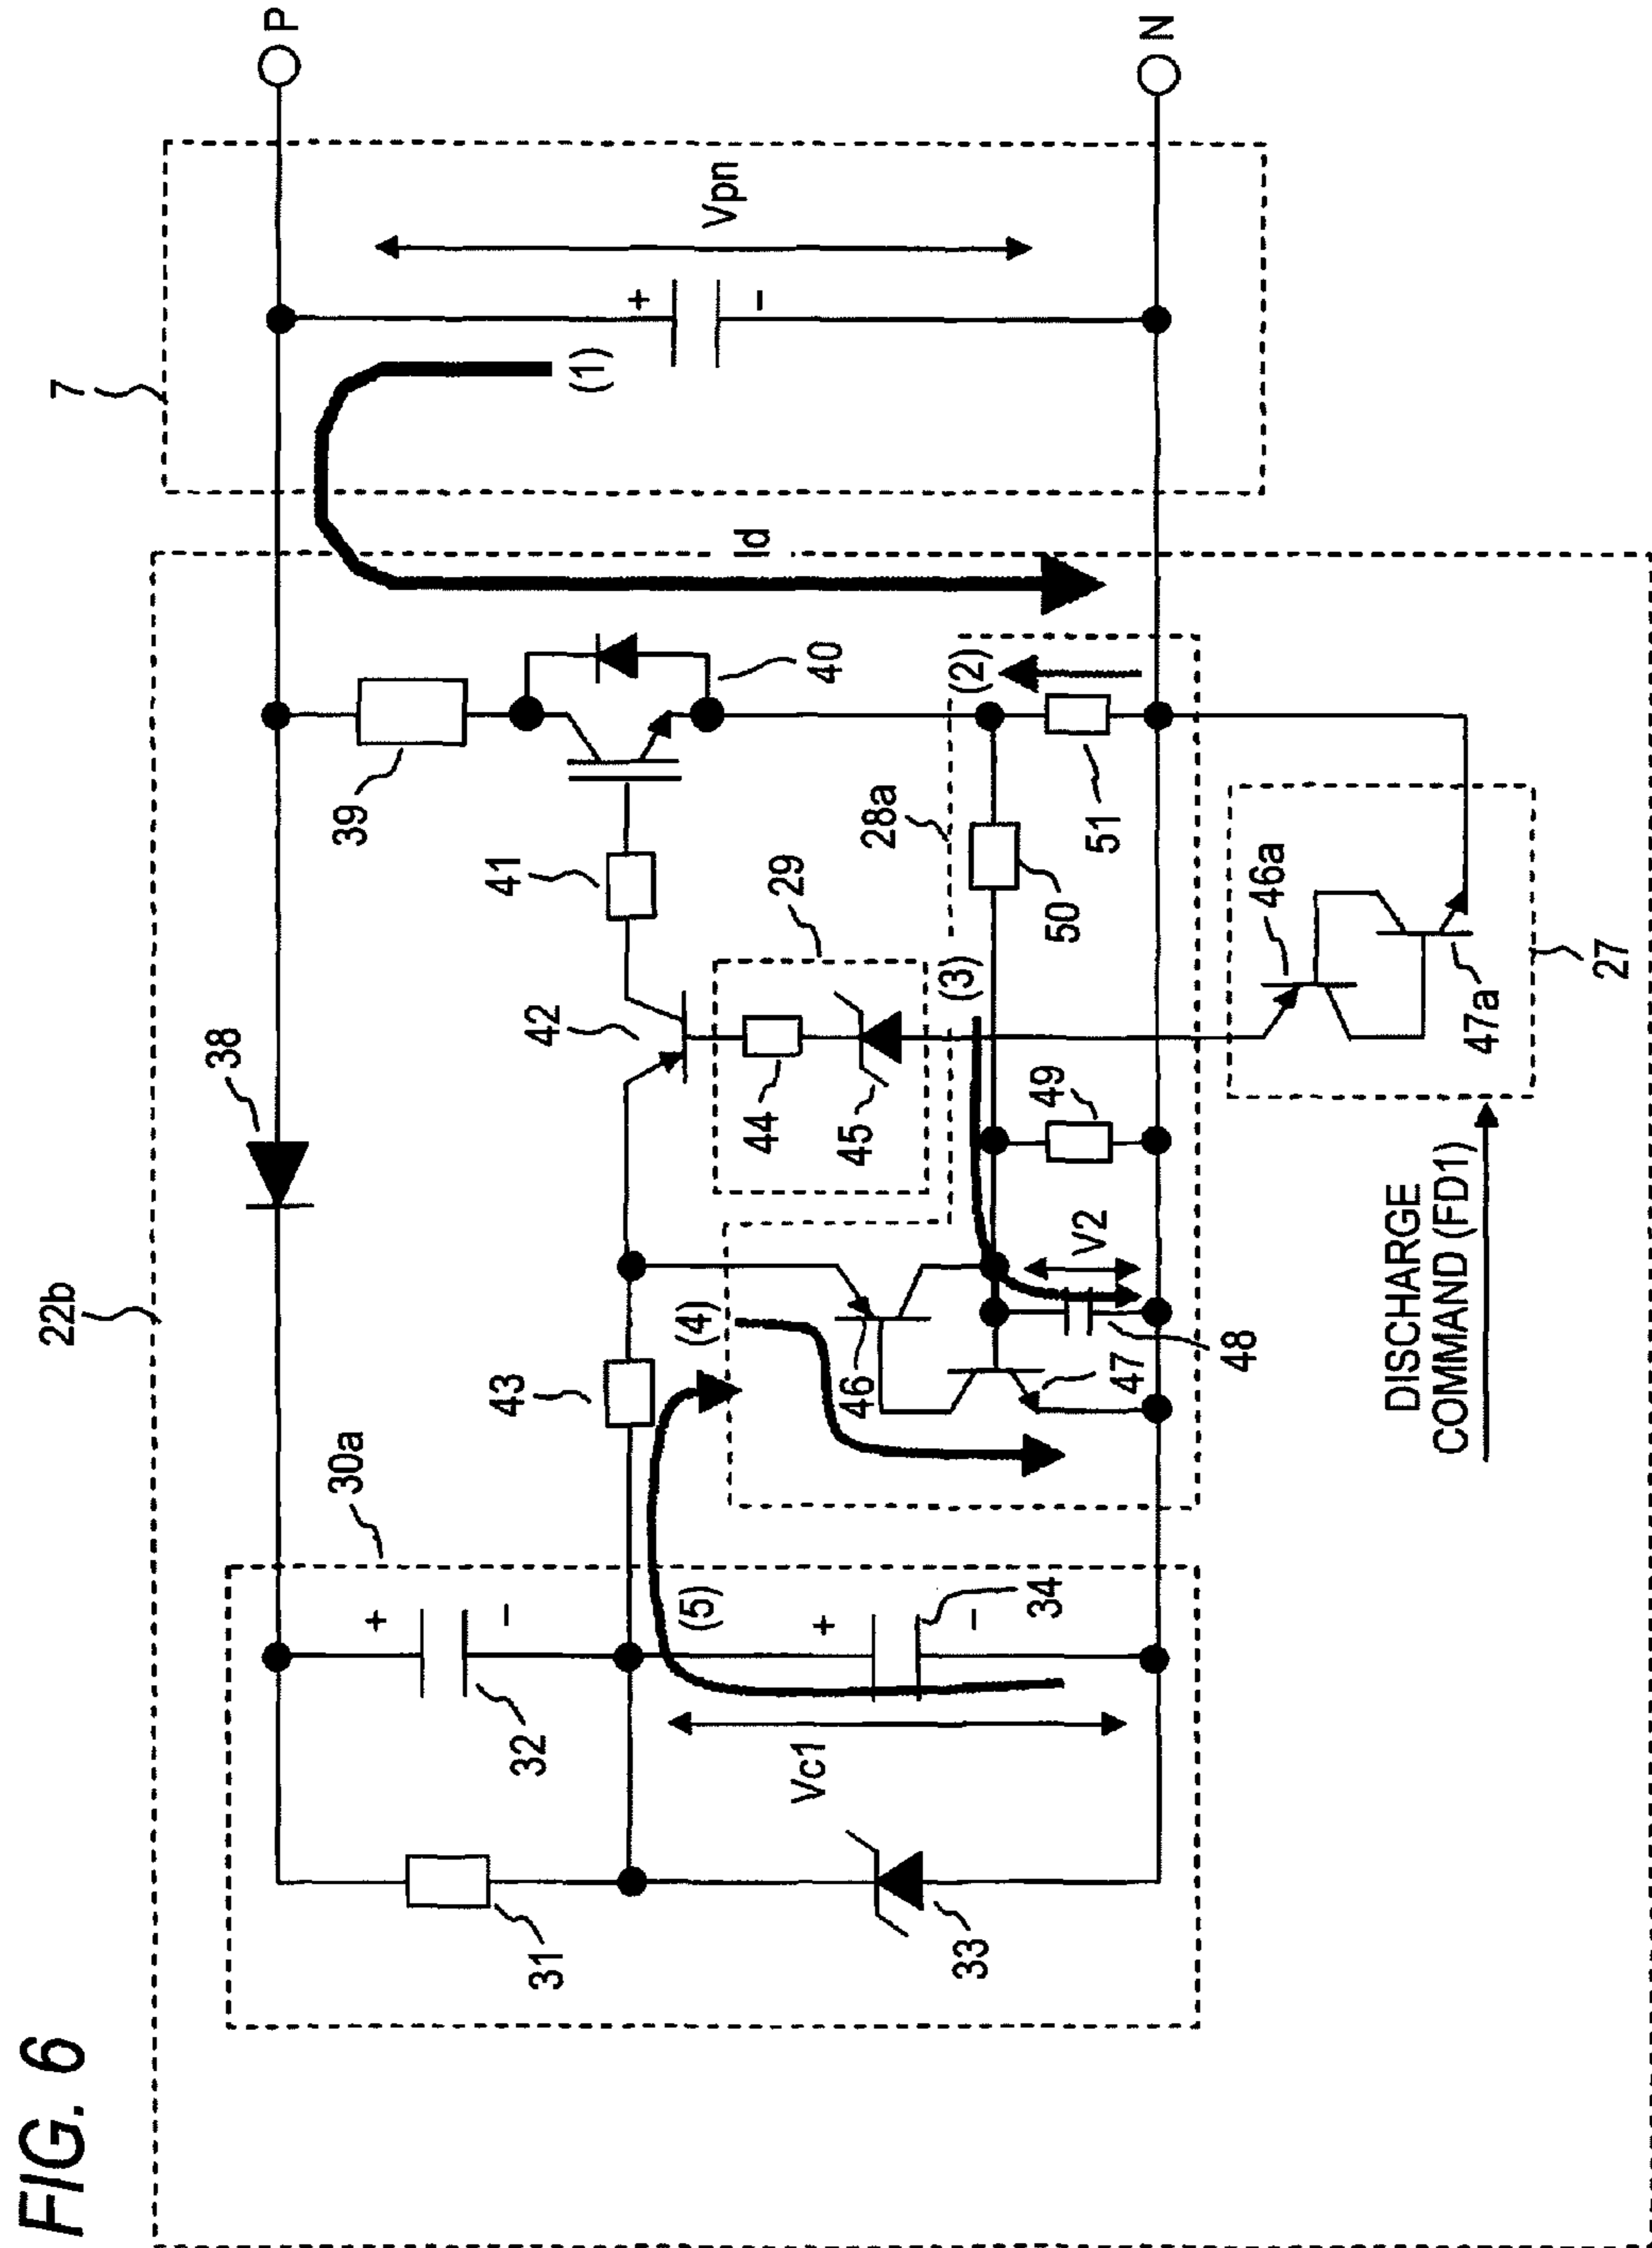 FIG. 6
22b
7
P
N
30a
38
39
40
Id
(1)
+
−
Vpn
31
32
+
−
43
42
41
29
44
45
28a
(2)
(3)
(4)
(5)
33
34
+
−
Vc1
46
47
48
V2
49
50
51
46a
47a
27
DISCHARGE
COMMAND (FD1)